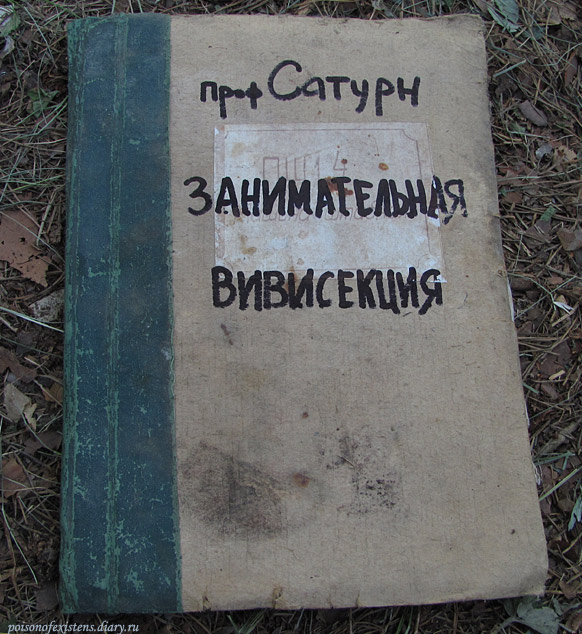 проф Сатурн
ЗАНИМАТЕЛЬНАЯ
ВИВИСЕКЦИЯ
poisonofexistens.diary.ru